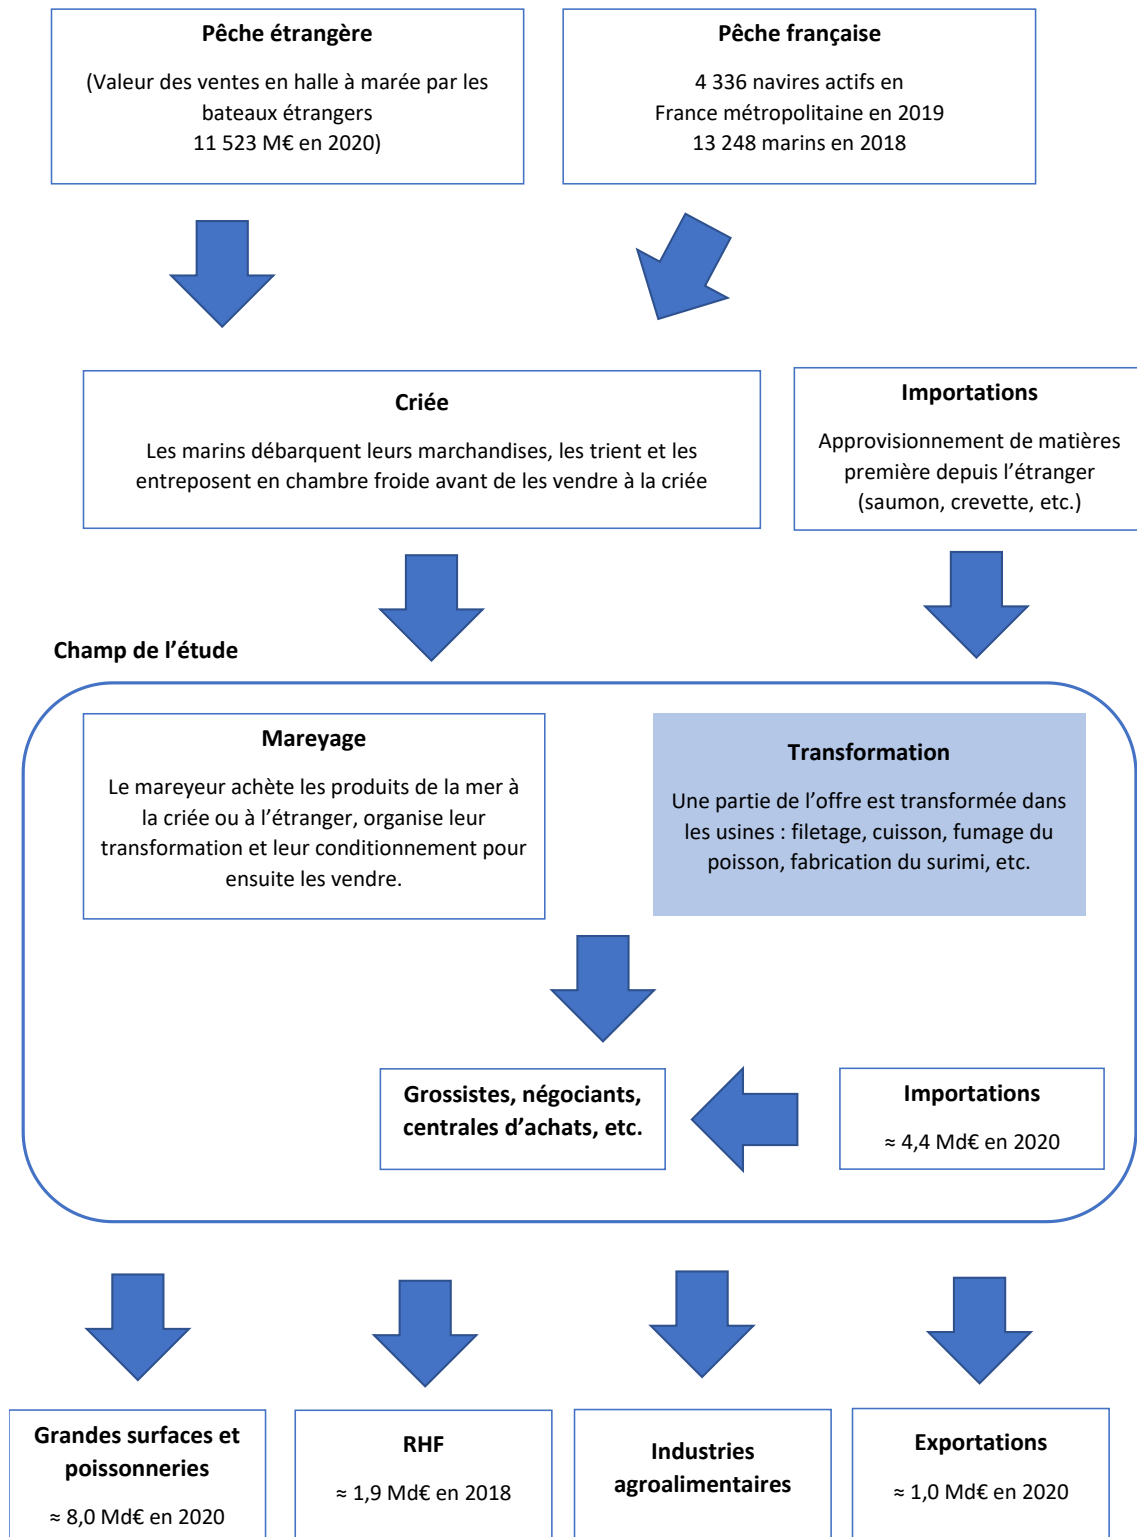 Pêche étrangère
(Valeur des ventes en halle à marée par les
bateaux étrangers
11 523 M€ en 2020)
Pêche française
4 336 navires actifs en
France métropolitaine en 2019
13 248 marins en 2018
Criée
Les marins débarquent leurs marchandises, les trient et les
entreposent en chambre froide avant de les vendre à la criée
Importations
Approvisionnement de matières
première depuis l’étranger
(saumon, crevette, etc.)
Champ de l’étude
Mareyage
Le mareyeur achète les produits de la mer à
la criée ou à l’étranger, organise leur
transformation et leur conditionnement pour
ensuite les vendre.
Transformation
Une partie de l’offre est transformée dans
les usines : filetage, cuisson, fumage du
poisson, fabrication du surimi, etc.
Grossistes, négociants,
centrales d’achats, etc.
Importations
≈ 4,4 Md€ en 2020
Grandes surfaces et
poissonneries
≈ 8,0 Md€ en 2020
RHF
≈ 1,9 Md€ en 2018
Industries
agroalimentaires
Exportations
≈ 1,0 Md€ en 2020